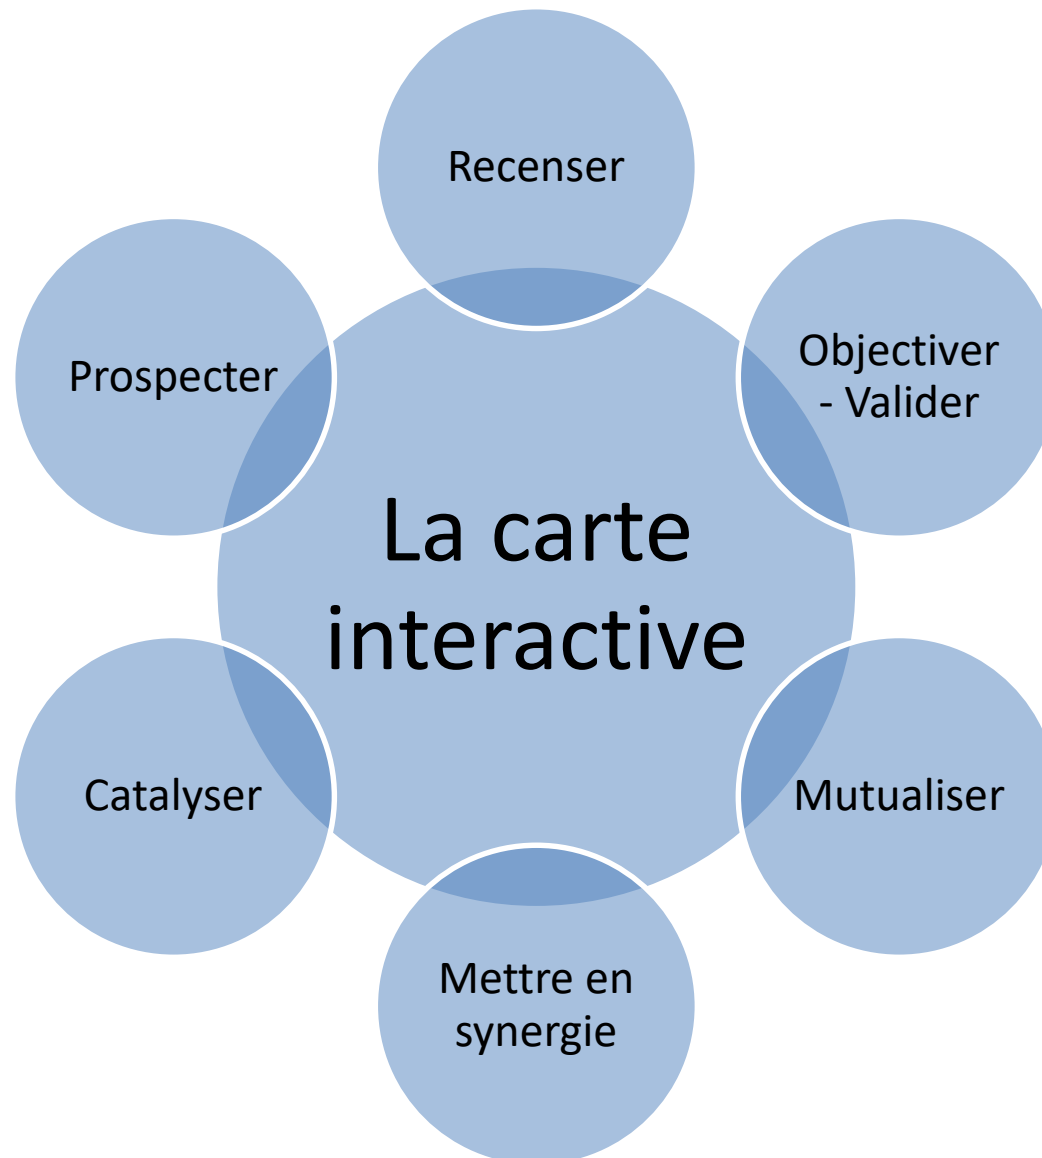 Recenser
Objectiver
- Valider
Mutualiser
Mettre en
synergie
Catalyser
Prospecter
La carte
interactive